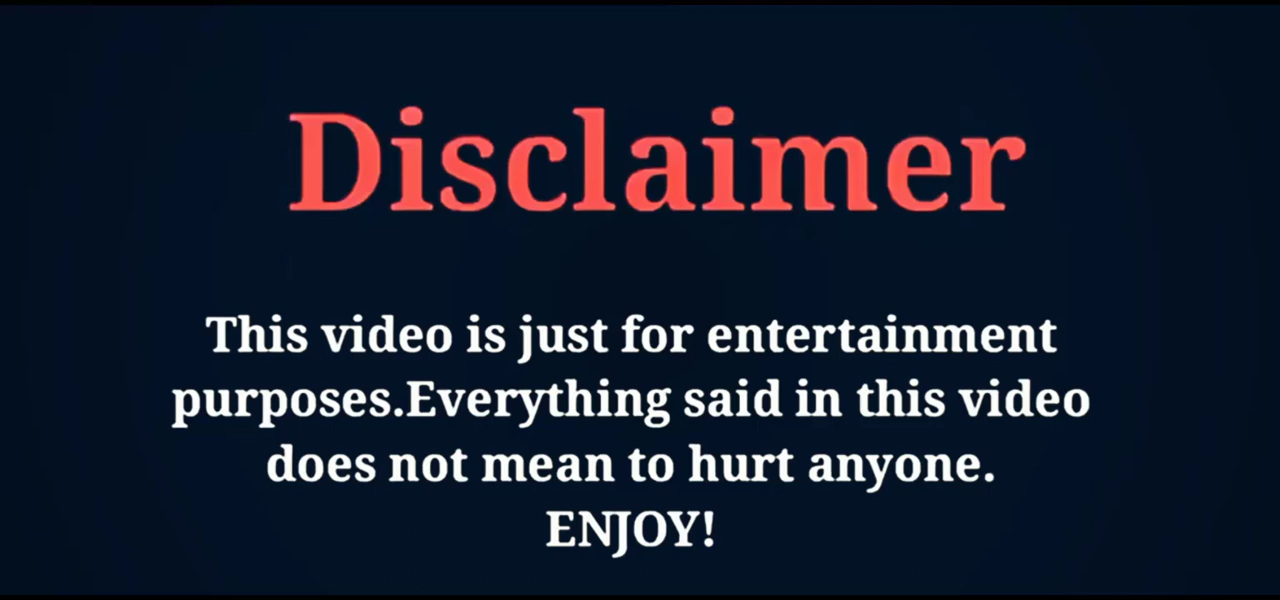 Disclaimer
This video is just for entertainment
purposes.Everything said in this video
does not mean to hurt anyone.
ENJOY!